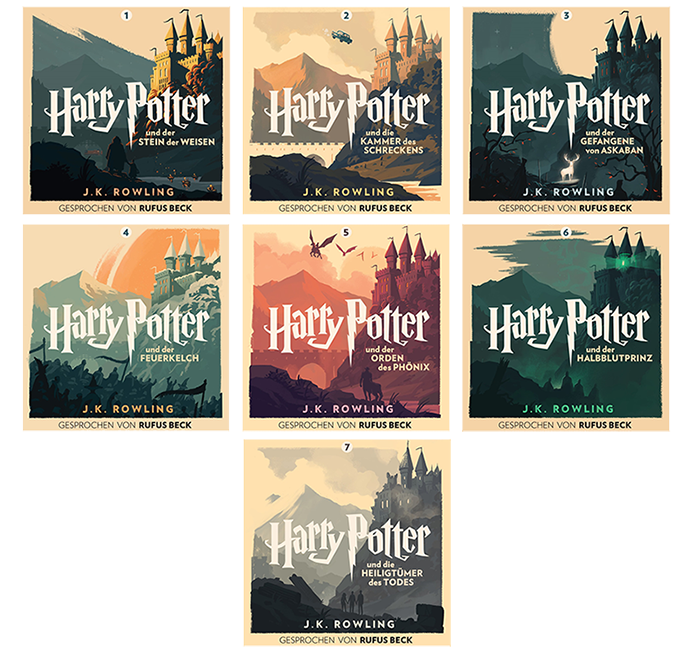 1
Harry Potter
und der
STEIN der WEISEN
J.K. ROWLING
GESPROCHEN VON RUFUS BECK
2
Harry Potter
und die
KAMMER des
SCHRECKENS
J.K. ROWLING
GESPROCHEN VON RUFUS BECK
3
Harry Potter
und der
GEFANGENE
von ASKABAN
J.K. ROWLING
GESPROCHEN VON RUFUS BECK
4
Harry Potter
und der
FEUERKELCH
J.K. ROWLING
GESPROCHEN VON RUFUS BECK
5
Harry Potter
und der
ORDEN
des PHÖNIX
J.K. ROWLING
GESPROCHEN VON RUFUS BECK
6
Harry Potter
und der
HALBBLUTPRINZ
J.K. ROWLING
GESPROCHEN VON RUFUS BECK
7
Harry Potter
und die
HEILIGTÜMER
des TODES
J.K. ROWLING
GESPROCHEN VON RUFUS BECK